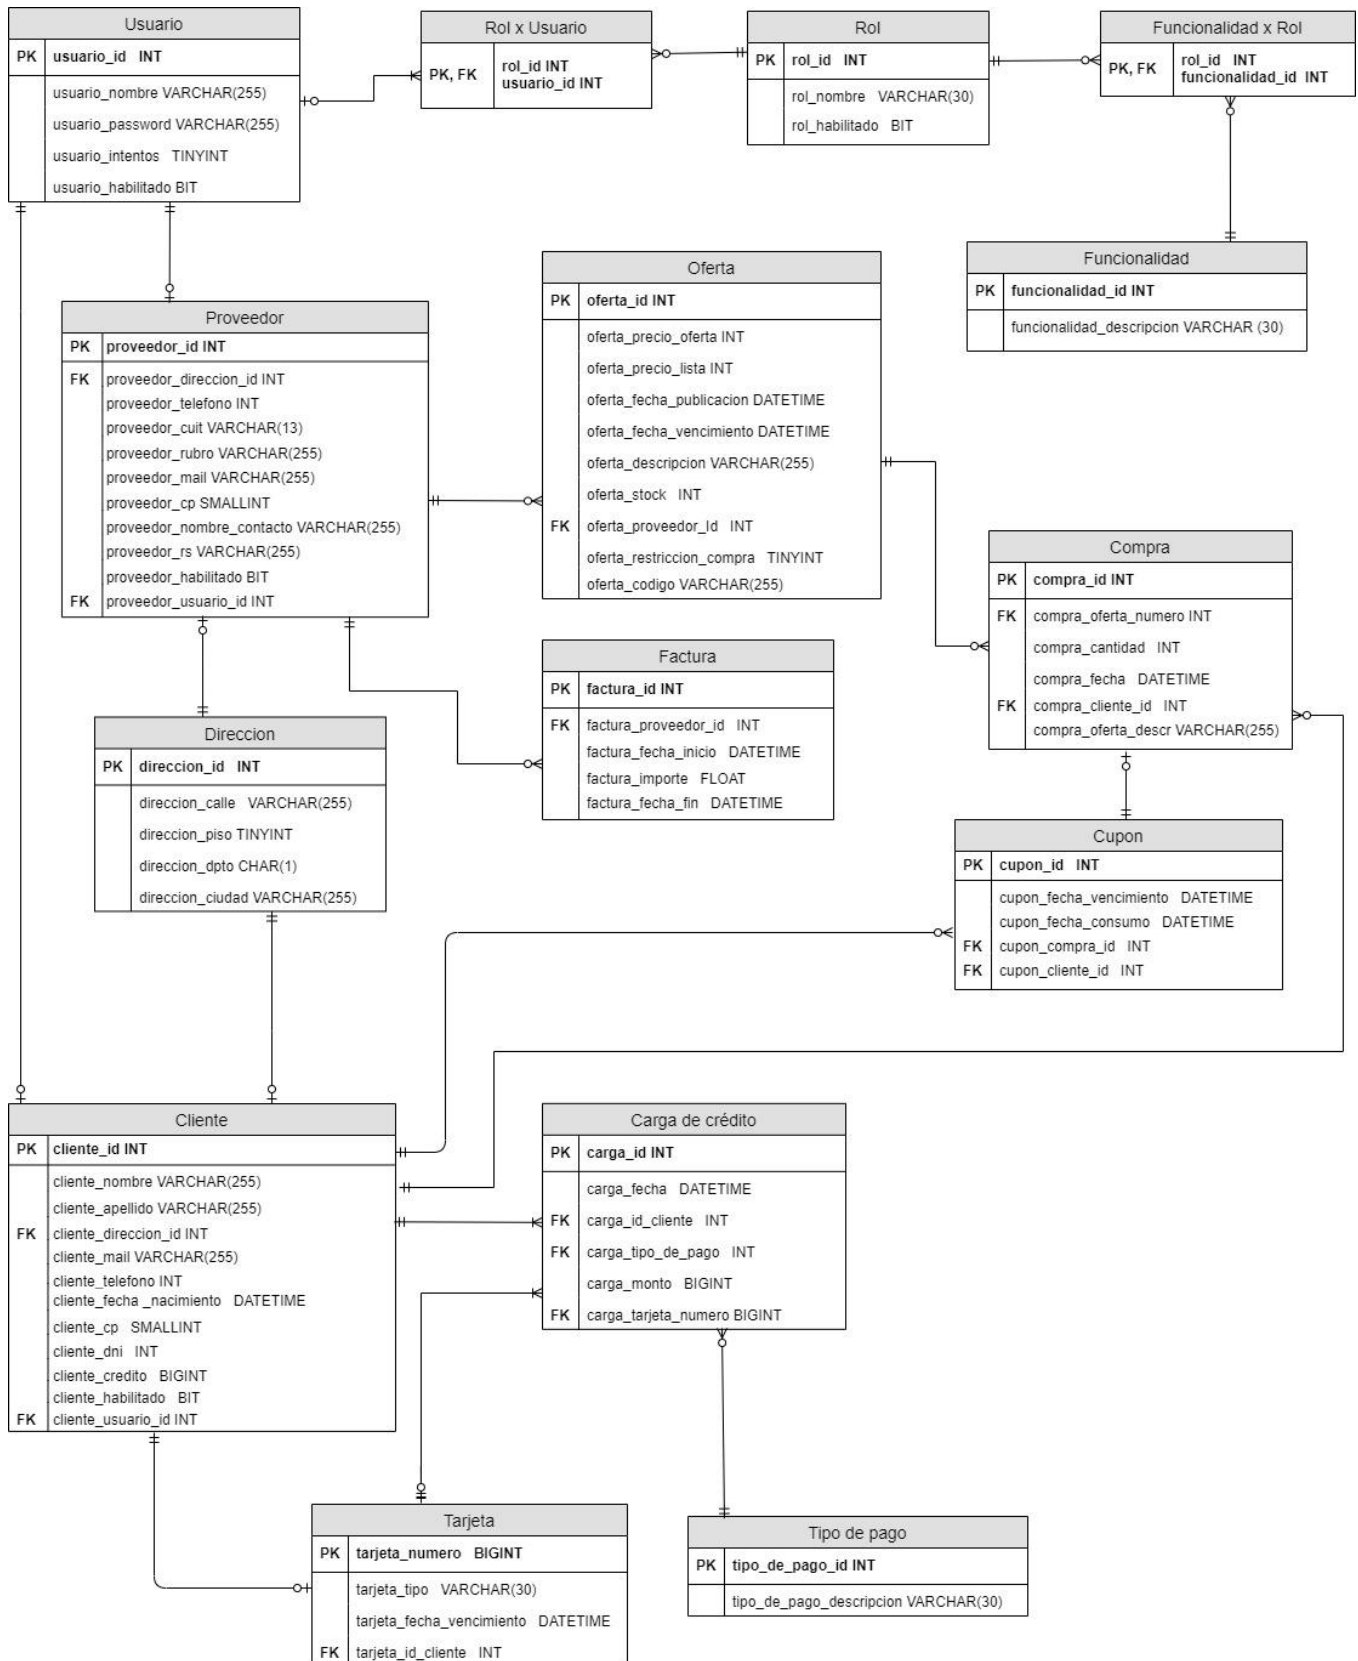 Usuario
PK usuario_id INT
usuario_nombre VARCHAR(255)
usuario_password VARCHAR(255)
usuario_intentos TINYINT
usuario_habilitado BIT
Rol x Usuario
PK, FK
rol_id INT
usuario_id INT
Rol
PK rol_id INT
rol_nombre VARCHAR(30)
rol_habilitado BIT
Funcionalidad x Rol
PK, FK
rol_id INT
funcionalidad_id INT
Funcionalidad
PK funcionalidad_id INT
funcionalidad_descripcion VARCHAR (30)
Proveedor
PK proveedor_id INT
FK proveedor_direccion_id INT
proveedor_telefono INT
proveedor_cuit VARCHAR(13)
proveedor_rubro VARCHAR(255)
proveedor_mail VARCHAR(255)
proveedor_cp SMALLINT
proveedor_nombre_contacto VARCHAR(255)
proveedor_rs VARCHAR(255)
proveedor_habilitado BIT
FK proveedor_usuario_id INT
Oferta
PK oferta_id INT
oferta_precio_oferta INT
oferta_precio_lista INT
oferta_fecha_publicacion DATETIME
oferta_fecha_vencimiento DATETIME
oferta_descripcion VARCHAR(255)
oferta_stock INT
FK oferta_proveedor_Id INT
oferta_restriccion_compra TINYINT
oferta_codigo VARCHAR(255)
Compra
PK compra_id INT
FK compra_oferta_numero INT
compra_cantidad INT
compra_fecha DATETIME
FK compra_cliente_id INT
compra_oferta_descr VARCHAR(255)
Factura
PK factura_id INT
FK factura_proveedor_id INT
factura_fecha_inicio DATETIME
factura_importe FLOAT
factura_fecha_fin DATETIME
Direccion
PK direccion_id INT
direccion_calle VARCHAR(255)
direccion_piso TINYINT
direccion_dpto CHAR(1)
direccion_ciudad VARCHAR(255)
Cupon
PK cupon_id INT
cupon_fecha_vencimiento DATETIME
cupon_fecha_consumo DATETIME
FK cupon_compra_id INT
FK cupon_cliente_id INT
Cliente
PK cliente_id INT
cliente_nombre VARCHAR(255)
cliente_apellido VARCHAR(255)
FK cliente_direccion_id INT
cliente_mail VARCHAR(255)
cliente_telefono INT
cliente_fecha _nacimiento DATETIME
cliente_cp SMALLINT
cliente_dni INT
cliente_credito BIGINT
cliente_habilitado BIT
FK cliente_usuario_id INT
Carga de crédito
PK carga_id INT
carga_fecha DATETIME
FK carga_id_cliente INT
FK carga_tipo_de_pago INT
carga_monto BIGINT
FK carga_tarjeta_numero BIGINT
Tarjeta
PK tarjeta_numero BIGINT
tarjeta_tipo VARCHAR(30)
tarjeta_fecha_vencimiento DATETIME
FK tarjeta_id_cliente INT
Tipo de pago
PK tipo_de_pago_id INT
tipo_de_pago_descripcion VARCHAR(30)